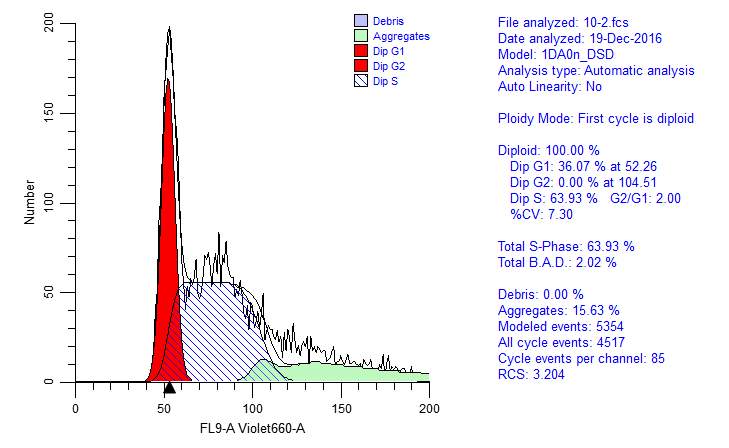 200
150
100
50
0
Number
0 50 100 150 200
FL9-A Violet660-A
Debris
Aggregates
Dip G1
Dip G2
Dip S
File analyzed: 10-2.fcs
Date analyzed: 19-Dec-2016
Model: 1DA0n_DSD
Analysis type: Automatic analysis
Auto Linearity: No
Ploidy Mode: First cycle is diploid
Diploid: 100.00 %
Dip G1: 36.07 % at 52.26
Dip G2: 0.00 % at 104.51
Dip S: 63.93 % G2/G1: 2.00
%CV: 7.30
Total S-Phase: 63.93 %
Total B.A.D.: 2.02 %
Debris: 0.00 %
Aggregates: 15.63 %
Modeled events: 5354
All cycle events: 4517
Cycle events per channel: 85
RCS: 3.204